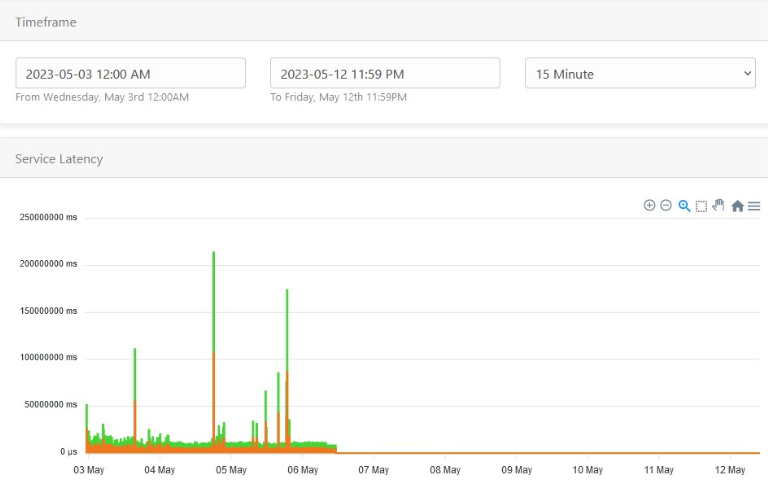 Timeframe
2023-05-03 12:00 AM
2023-05-12 11:59 PM
15 Minute
From Wednesday, May 3rd 12:00AM
To Friday, May 12th 11:59PM
Service Latency
250000000 ms
200000000 ms
150000000 ms
100000000 ms
50000000 ms
0 µs
03 May
04 May
05 May
06 May
07 May
08 May
09 May
10 May
11 May
12 May